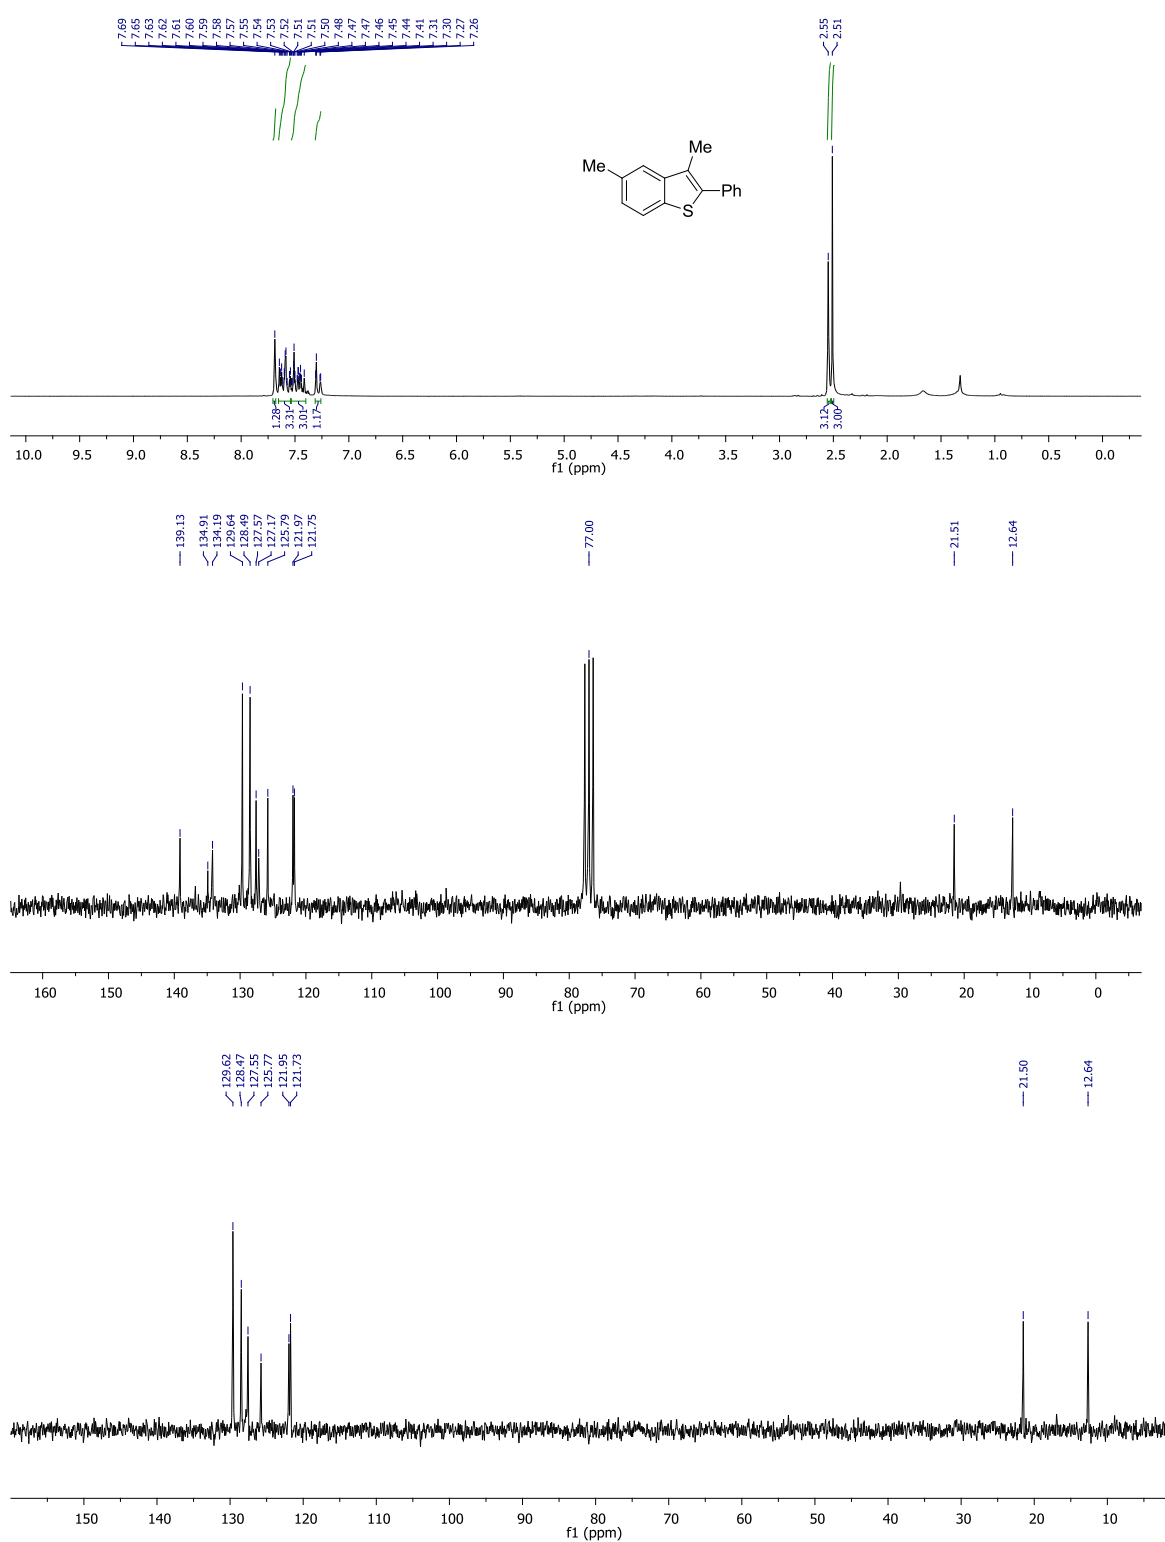 7.69 7.65 7.63 7.62 7.61 7.60 7.59 7.58 7.57 7.55 7.54 7.53 7.52 7.51 7.51 7.50 7.48 7.47 7.47 7.46 7.45 7.44 7.41 7.31 7.30 7.27 7.26 2.55 2.51
Me
Me
Ph
S
1.28 3.31 3.01 1.17 3.12 3.00
10.0 9.5 9.0 8.5 8.0 7.5 7.0 6.5 6.0 5.5 5.0 4.5 4.0 3.5 3.0 2.5 2.0 1.5 1.0 0.5 0.0
f1 (ppm)
139.13 134.91 134.19 129.64 128.49 127.57 127.17 125.79 121.97 121.75 77.00 21.51 12.64
160 150 140 130 120 110 100 90 80 70 60 50 40 30 20 10 0
f1 (ppm)
129.62 128.47 127.55 125.77 121.95 121.73 21.50 12.64
150 140 130 120 110 100 90 80 70 60 50 40 30 20 10
f1 (ppm)